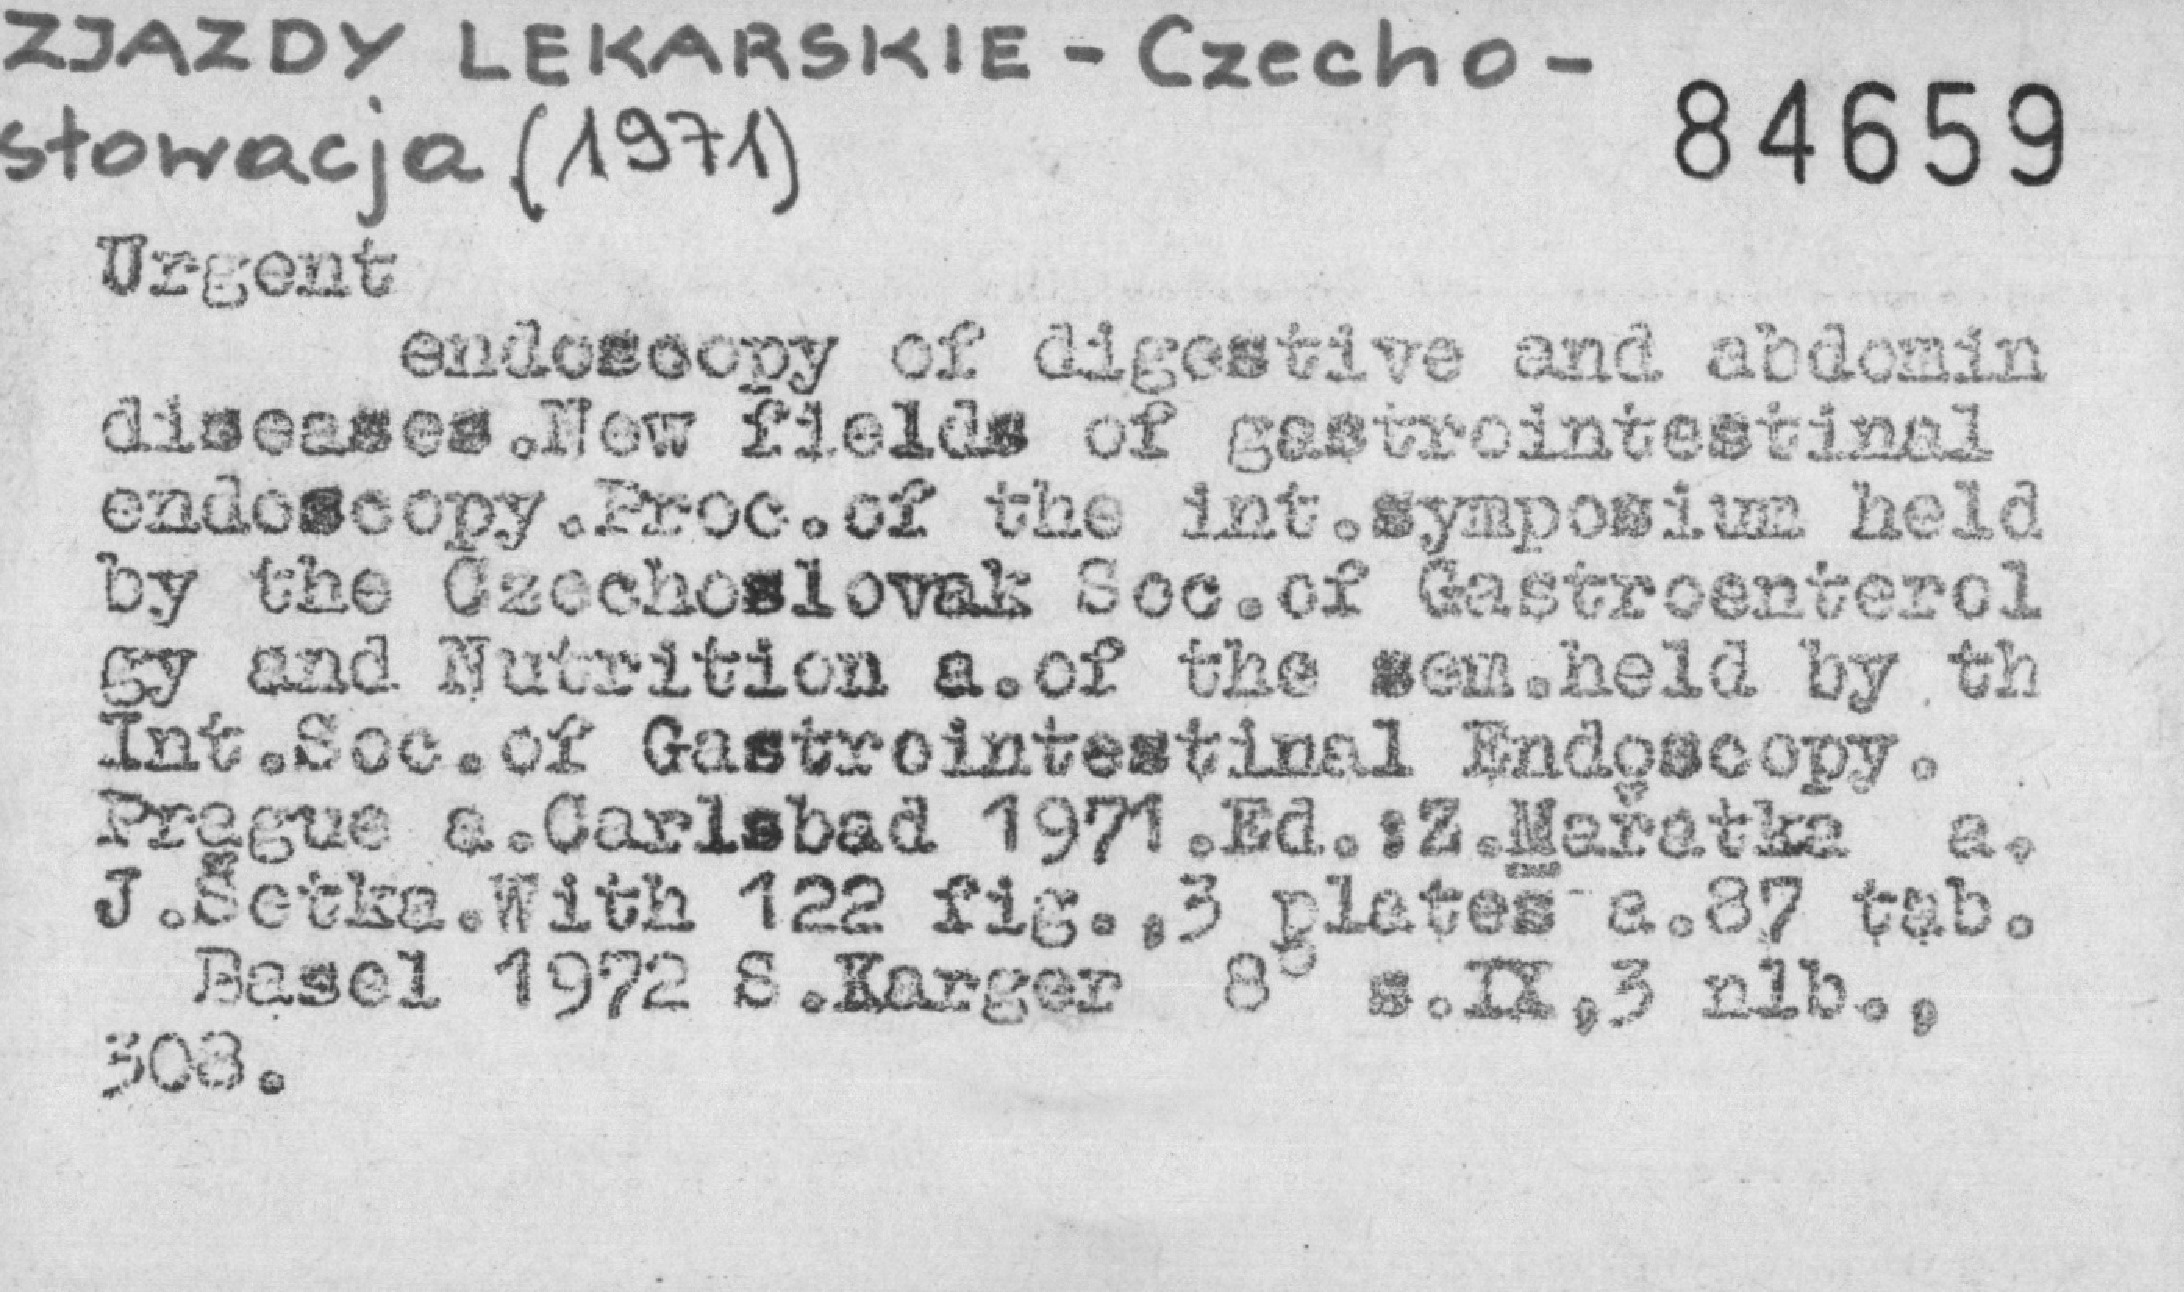 ZJAZDY LEKARSKIE - Czecho-
słowacja (1971)
84659
Urgent
endoscopy of digestive and abdomin
diseases.New fields of gastrointestinal
endoscopy.Proc.of the int.symposium held
by the Czechoslovak Soc.of Gastroenterol
gy and Nutrition a.of the sem.held by th
Int.Soc.of Gastrointestinal Endoscopy.
Prague a.Carlsbad 1971.Ed.:Z.Mařatka a.
J.Šetka.With 122 fig.,3 plates a.87 tab.
Basel 1972 S.Karger 8° s.IX,3 nlb.,
308.